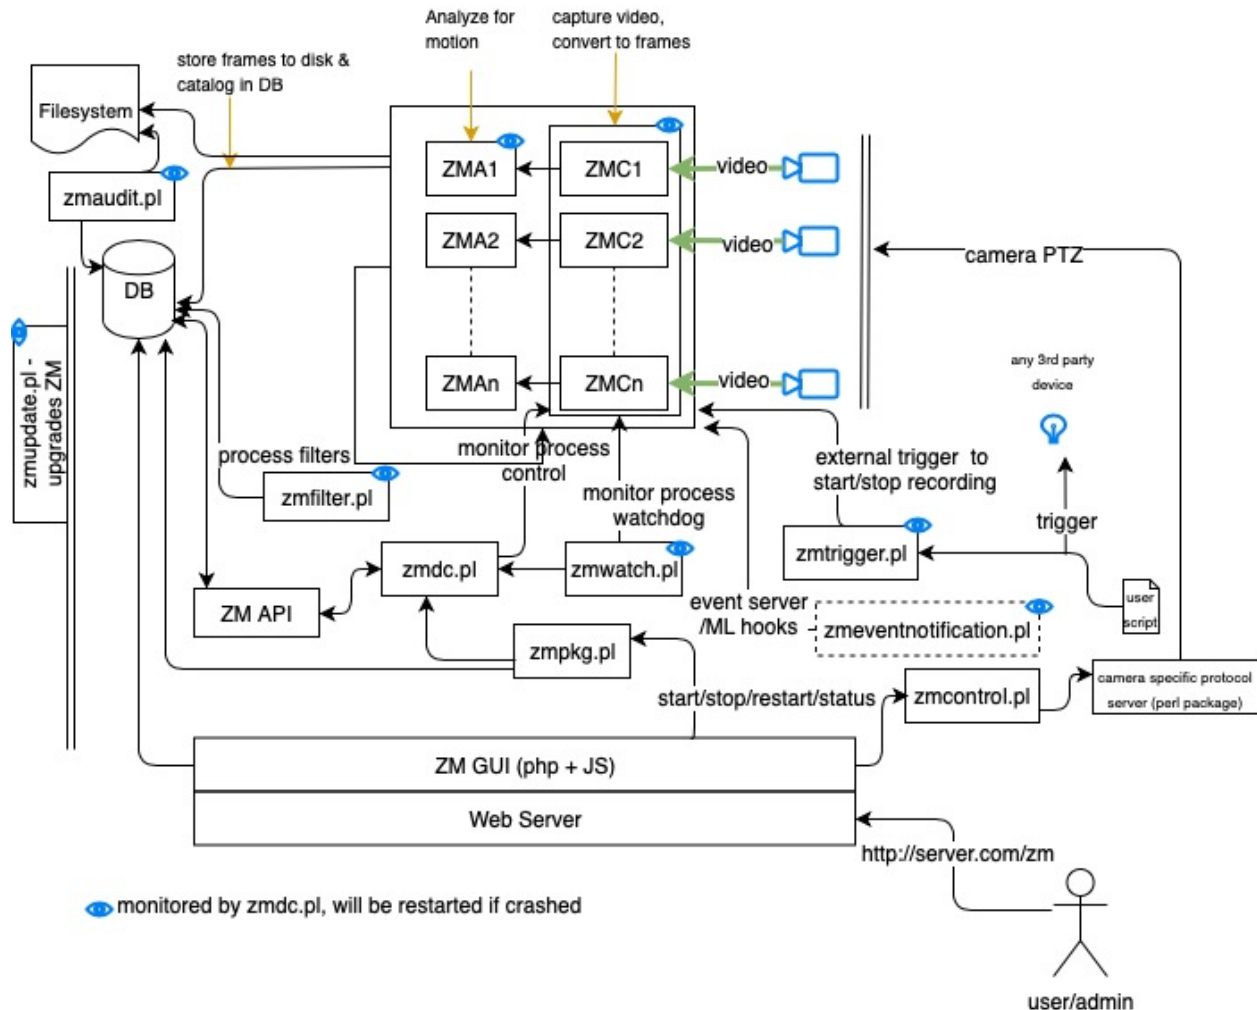 Analyze for
motion
capture video,
convert to frames
store frames to disk &
catalog in DB
Filesystem
ZMA1
ZMC1
video
zmaudit.pl
ZMA2
ZMC2
video
camera PTZ
DB
zmupdate.pl -
upgrades ZM
ZMAn
ZMCn
video
any 3rd party
device
process filters
monitor process
control
external trigger to
start/stop recording
zmfilter.pl
monitor process
watchdog
trigger
zmdc.pl
zmwatch.pl
zmtrigger.pl
ZM API
event server
/ML hooks
zmeventnotification.pl
user
script
zmpkg.pl
start/stop/restart/status
zmcontrol.pl
camera specific protocol
server (perl package)
ZM GUI (php + JS)
Web Server
http://server.com/zm
monitored by zmdc.pl, will be restarted if crashed
user/admin